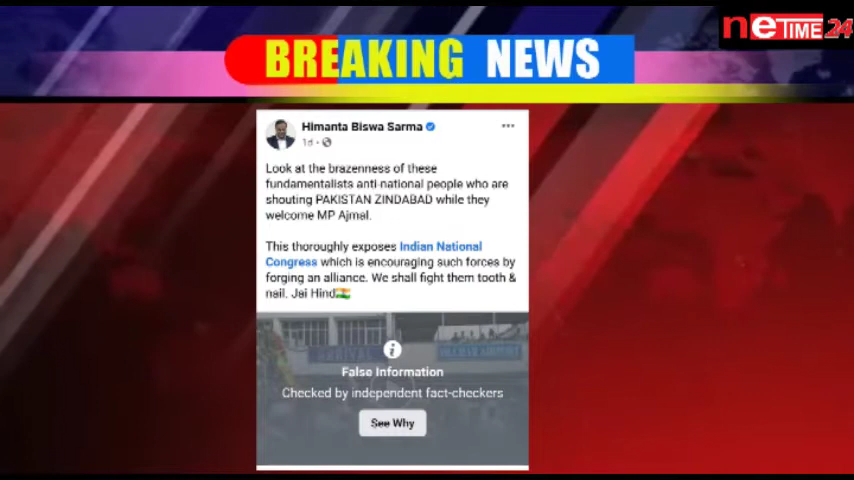 neTIME24
BREAKING NEWS
Himanta Biswa Sarma
1d
Look at the brazenness of these
fundamentalists anti-national people who are
shouting PAKISTAN ZINDABAD while they
welcome MP Ajmal.
This thoroughly exposes Indian National
Congress which is encouraging such forces by
forging an alliance. We shall fight them tooth &
nail. Jai Hind🇮🇳
ARRIVAL
False Information
Checked by independent fact-checkers
See Why